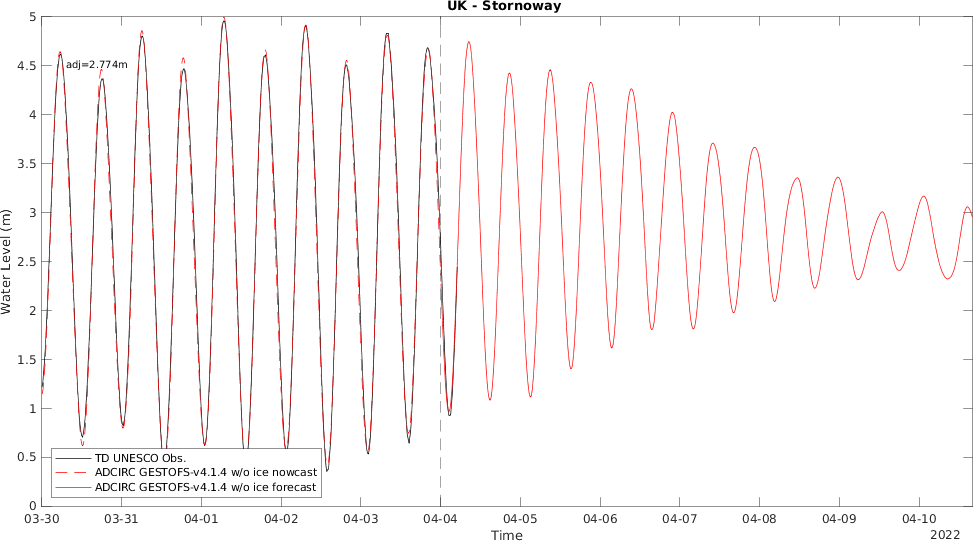 UK - Stornoway
5
4.5
4
3.5
3
2.5
2
1.5
1
0.5
0
Water Level (m)
adj=2.774m
TD UNESCO Obs.
ADCIRC GESTOFS-v4.1.4 w/o ice nowcast
ADCIRC GESTOFS-v4.1.4 w/o ice forecast
03-30 03-31 04-01 04-02 04-03 04-04 04-05 04-06 04-07 04-08 04-09 04-10
Time
2022